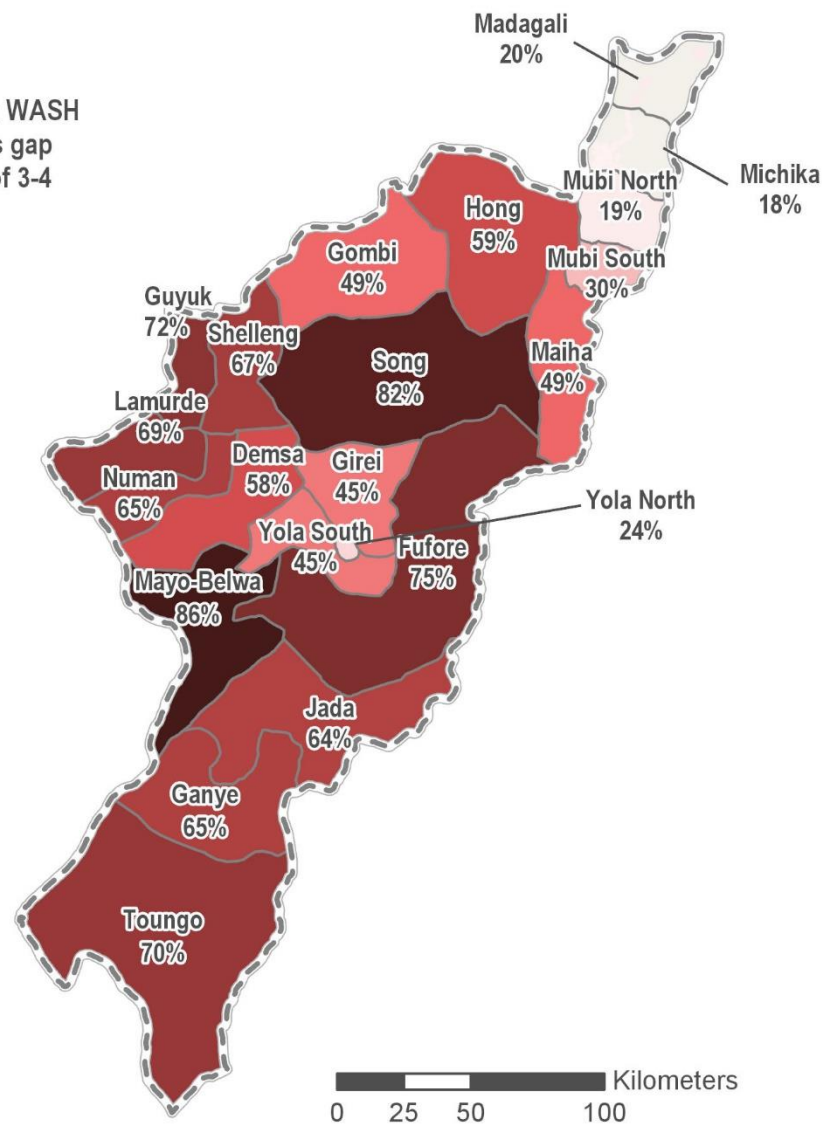 Madagali
20%
WASH
gap
of 3-4
Michika
18%
Mubi North
19%
Hong
59%
Mubi South
30%
Gombi
49%
Guyuk
72%
Shelleng
67%
Song
82%
Maiha
49%
Lamurde
69%
Demsa
58%
Girei
45%
Numan
65%
Yola North
24%
Yola South
45%
Fufore
75%
Mayo-Belwa
86%
Jada
64%
Ganye
65%
Toungo
70%
Kilometers
0 25 50 100